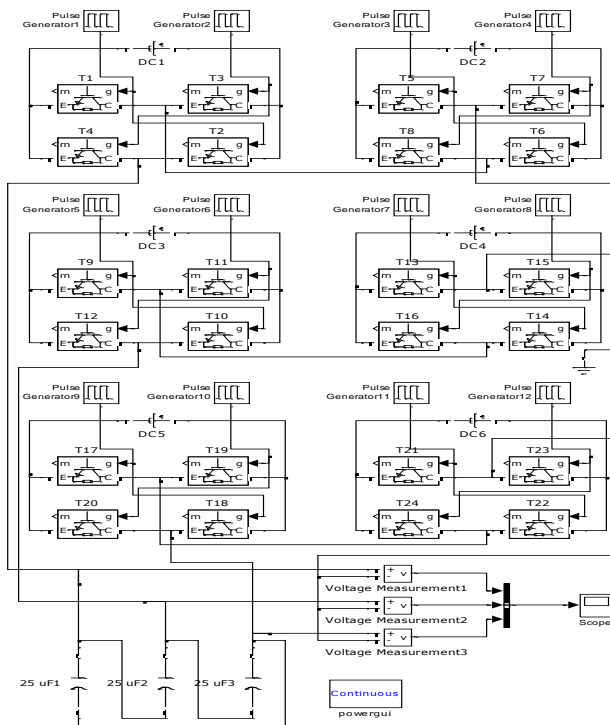 Pulse Generator1
Pulse Generator2
Pulse Generator3
Pulse Generator4
DC1
DC2
T1
T3
T5
T7
m g
E C
m g
E C
m g
E C
m g
E C
T4
T2
T8
T6
m g
E C
m g
E C
m g
E C
m g
E C
Pulse Generator5
Pulse Generator6
Pulse Generator7
Pulse Generator8
DC3
DC4
T9
T11
T13
T15
m g
E C
m g
E C
m g
E C
m g
E C
T12
T10
T16
T14
m g
E C
m g
E C
m g
E C
m g
E C
Pulse Generator9
Pulse Generator10
Pulse Generator11
Pulse Generator12
DC5
DC6
T17
T19
T21
T23
m g
E C
m g
E C
m g
E C
m g
E C
T20
T18
T24
T22
m g
E C
m g
E C
m g
E C
m g
E C
+
- v
Voltage Measurement1
+
- v
Voltage Measurement2
+
- v
Voltage Measurement3
Scope
25 uF1
25 uF2
25 uF3
Continuous
powergui